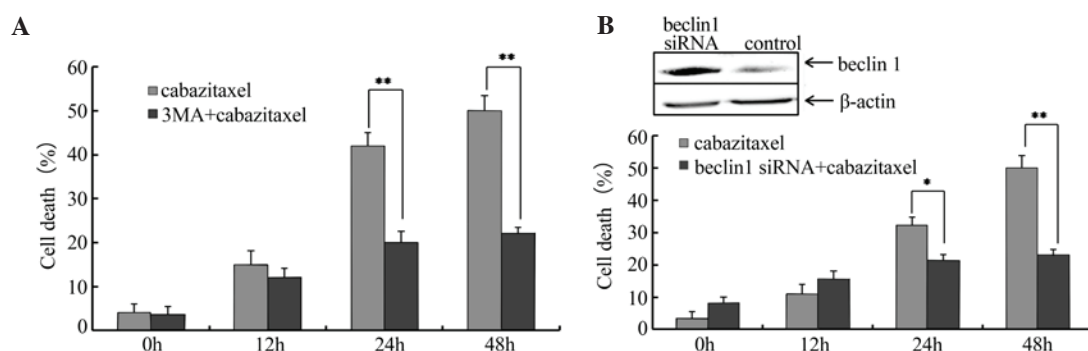 A
60
50
40
30
20
10
0
Cell death (%)
cabazitaxel
3MA+cabazitaxel
**
**
0h 12h 24h 48h
B
beclin1
siRNA control
beclin 1
β-actin
60
50
40
30
20
10
0
Cell death (%)
cabazitaxel
beclin1 siRNA+cabazitaxel
*
**
0h 12h 24h 48h